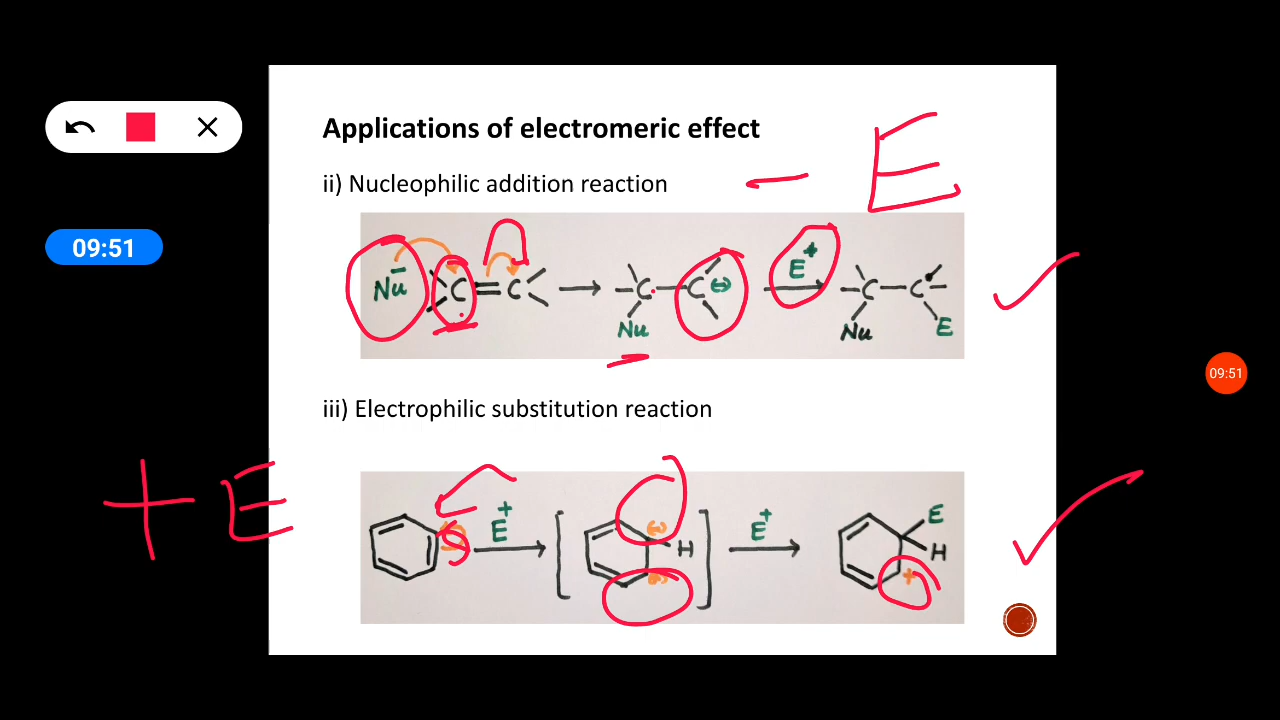 Applications of electromeric effect
ii) Nucleophilic addition reaction
- E
09:51
Nu⁻ C=C → -C-C(-) E⁺ → -C-C-
Nu Nu E
09:51
iii) Electrophilic substitution reaction
+ E
E⁺ (-) H E⁺ E H +